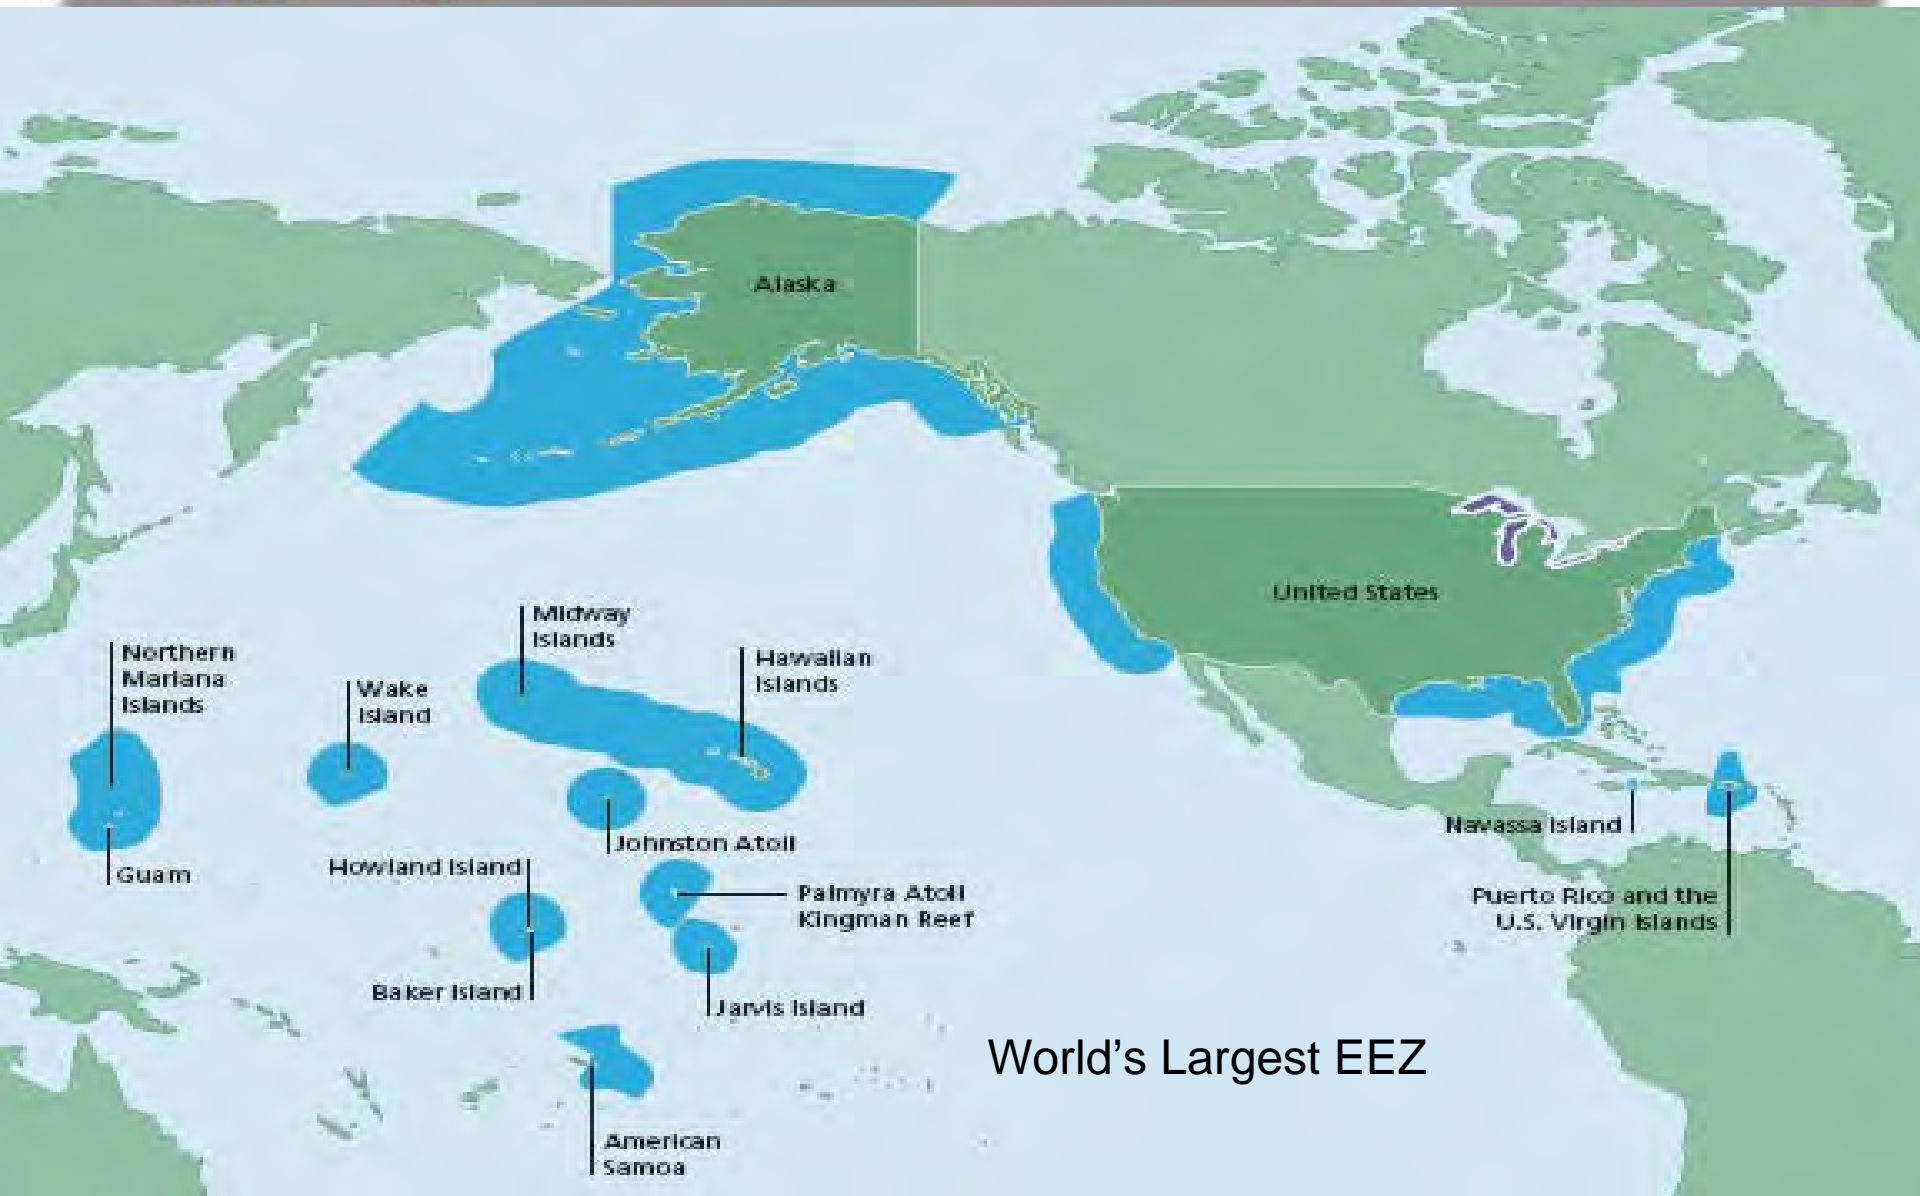 Alaska
United States
Midway
Islands
Northern
Mariana
Islands
Hawaiian
Islands
Wake
Island
Johnston Atoll
Navassa Island
Howland Island
Guam
Palmyra Atoll
Kingman Reef
Puerto Rico and the
U.S. Virgin Islands
Baker Island
Jarvis Island
World’s Largest EEZ
American
Samoa